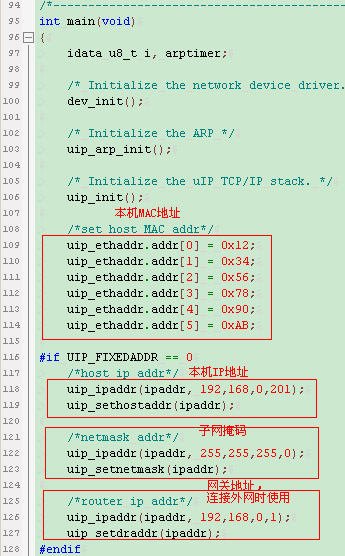 94 /*---------------------------------------
95 int main(void)
96 {
97 idata u8_t i, arptimer;
98
99 /* Initialize the network device driver.
100 dev_init();
101
102 /* Initialize the ARP */
103 uip_arp_init();
104
105 /* Initialize the uIP TCP/IP stack. */
106 uip_init();
107 本机MAC地址
108 /*set host MAC addr*/
109 uip_ethaddr.addr[0] = 0x12;
110 uip_ethaddr.addr[1] = 0x34;
111 uip_ethaddr.addr[2] = 0x56;
112 uip_ethaddr.addr[3] = 0x78;
113 uip_ethaddr.addr[4] = 0x90;
114 uip_ethaddr.addr[5] = 0xAB;
115
116 #if UIP_FIXEDADDR == 0
117 /*host ip addr*/ 本机IP地址
118 uip_ipaddr(ipaddr, 192,168,0,201);
119 uip_sethostaddr(ipaddr);
120 子网掩码
121 /*netmask addr*/
122 uip_ipaddr(ipaddr, 255,255,255,0);
123 uip_setnetmask(ipaddr);
124 网关地址，
125 /*router ip addr*/ 连接外网时使用
126 uip_ipaddr(ipaddr, 192,168,0,1);
127 uip_setdraddr(ipaddr);
128 #endif